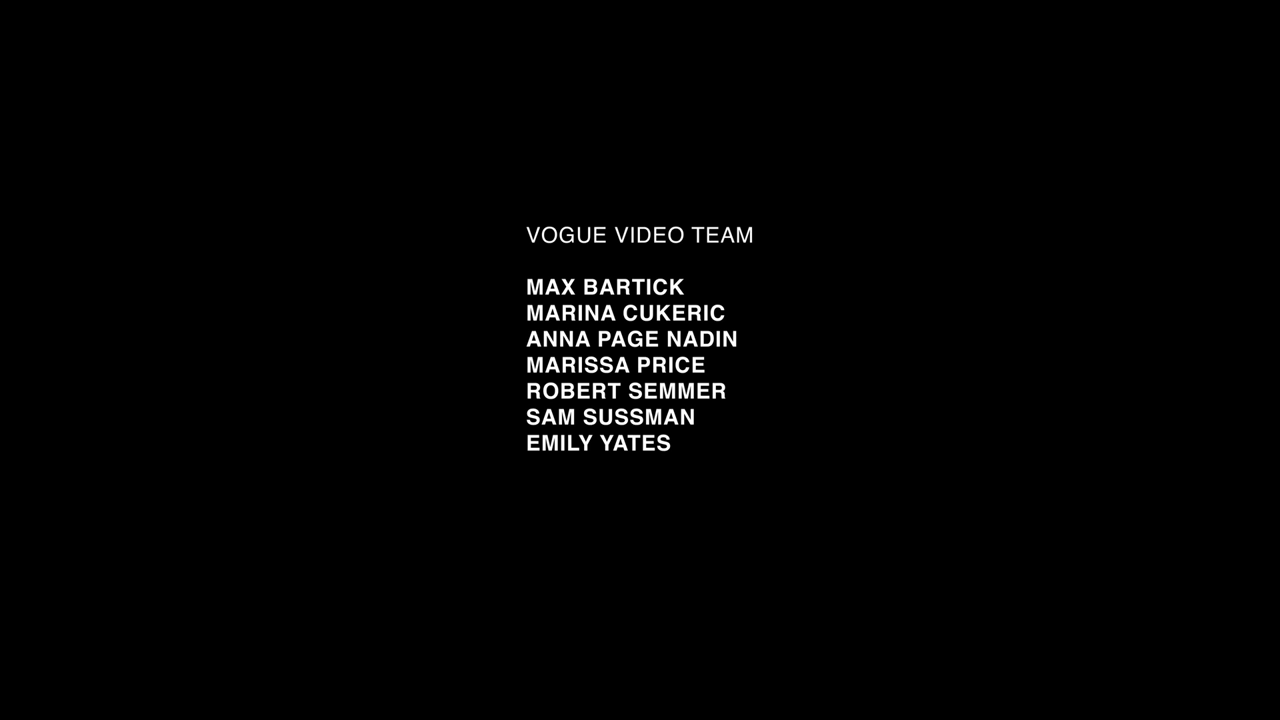 VOGUE VIDEO TEAM
MAX BARTICK
MARINA CUKERIC
ANNA PAGE NADIN
MARISSA PRICE
ROBERT SEMMER
SAM SUSSMAN
EMILY YATES